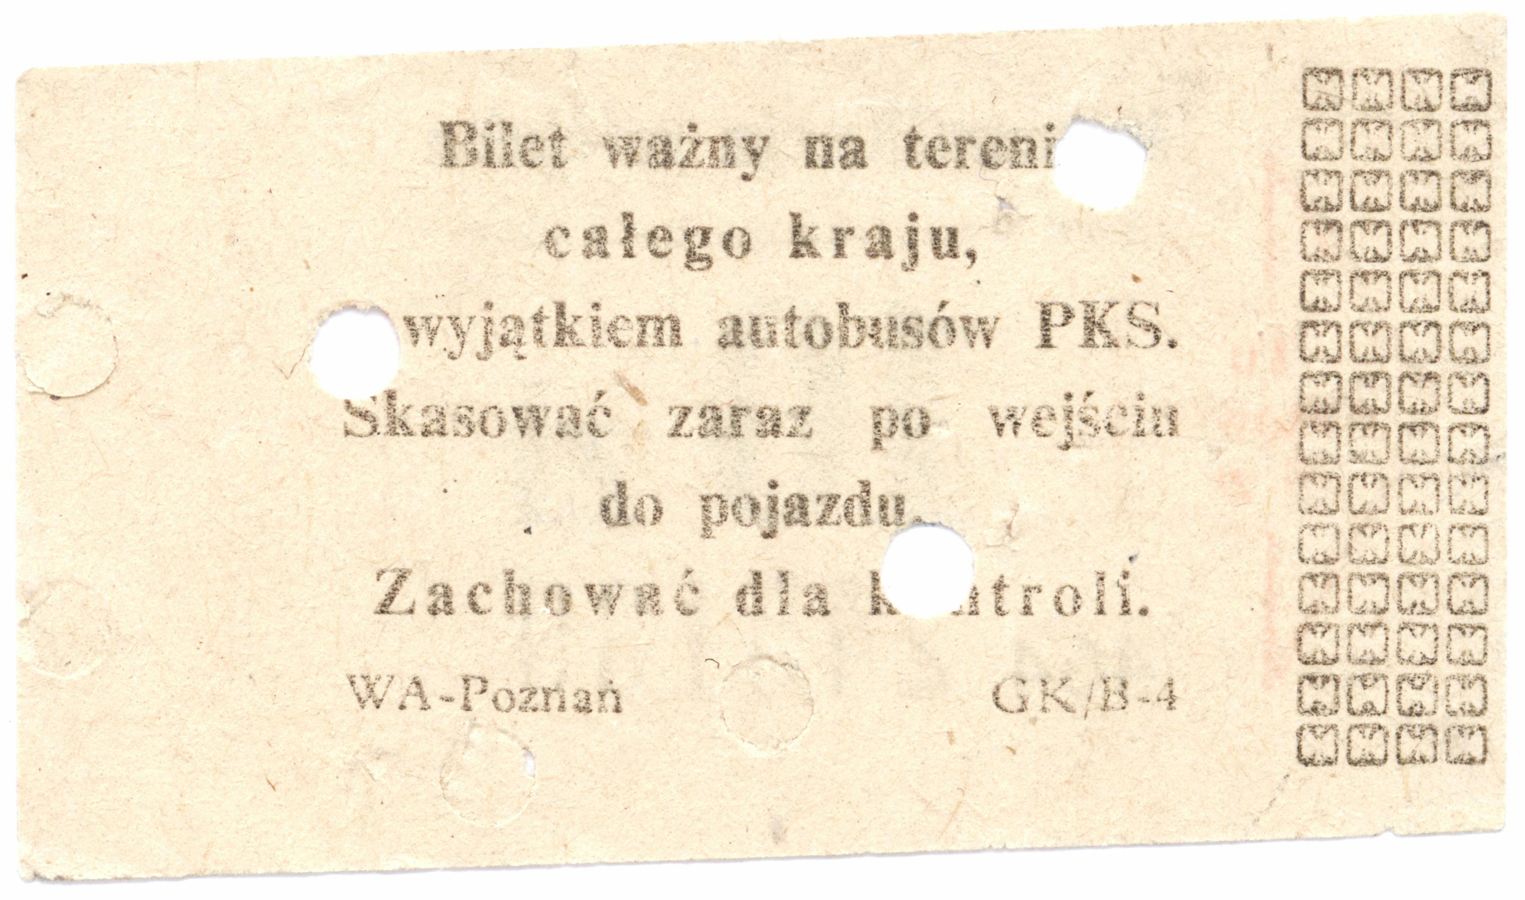 Bilet ważny na tereni
całego kraju,
wyjątkiem autobusów PKS.
Skasować zaraz po wejściu
do pojazdu.
Zachować dla k ntroli.
WA-Poznań GK/B-4